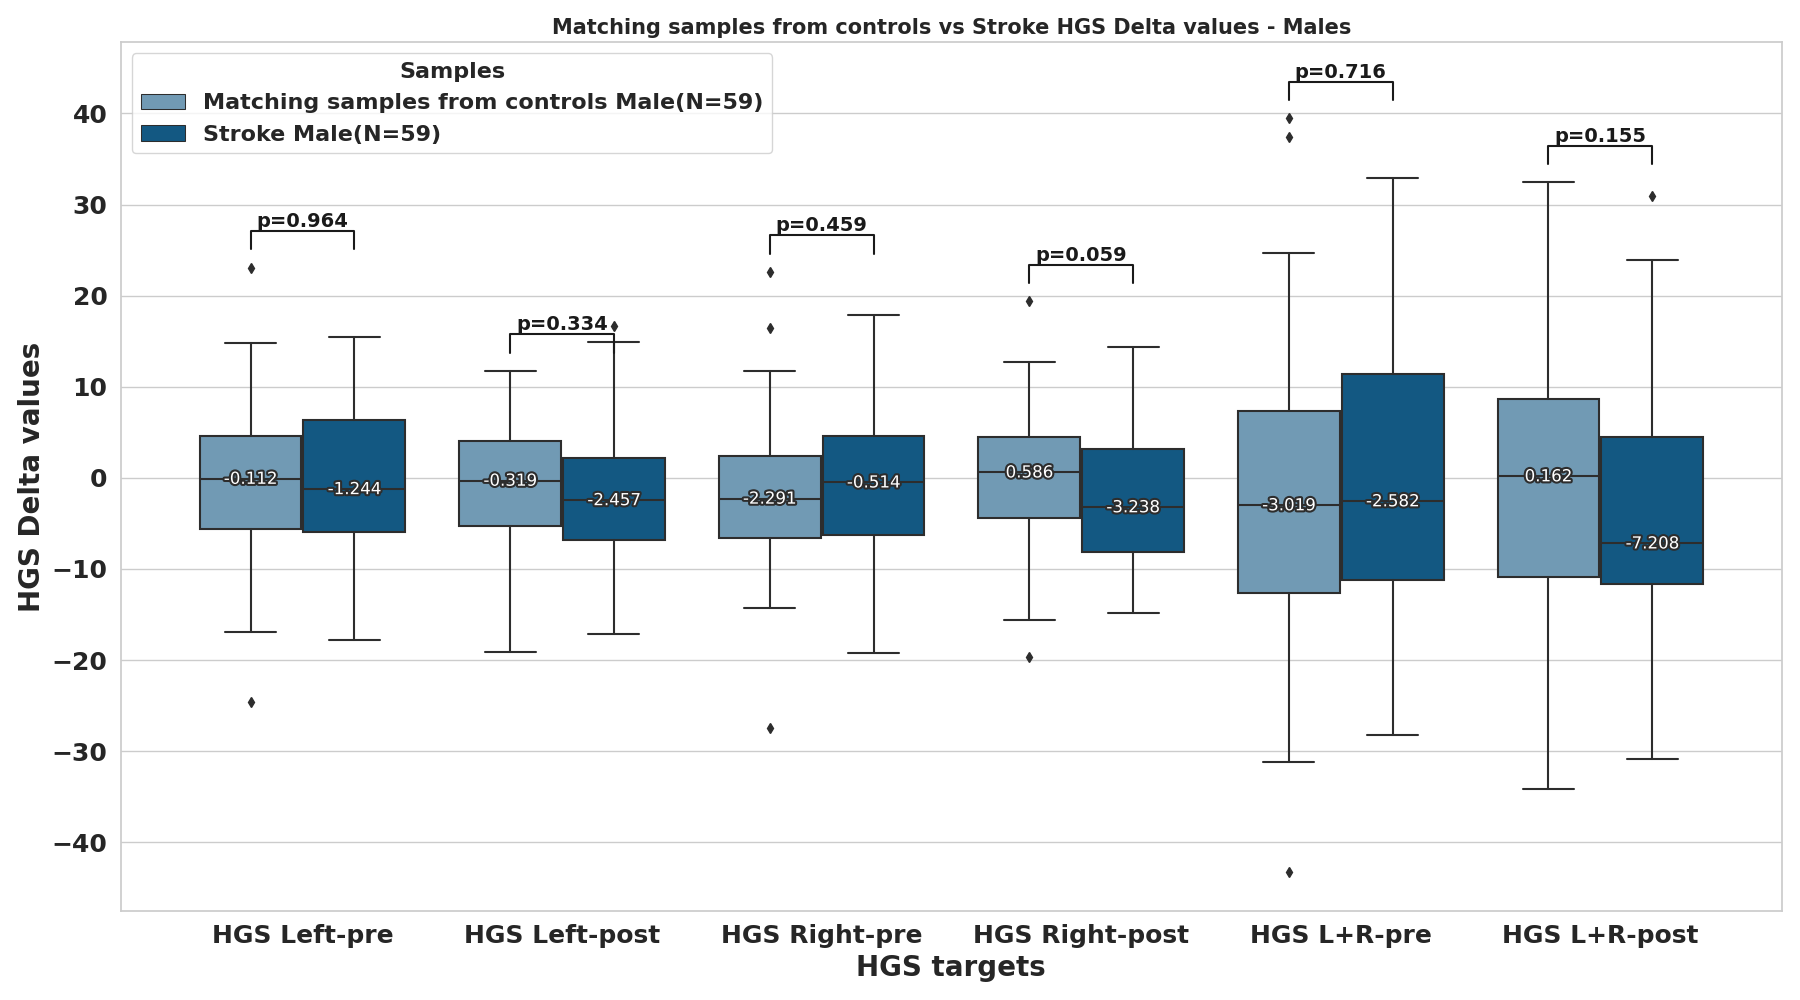 Matching samples from controls vs Stroke HGS Delta values - Males
Samples
Matching samples from controls Male(N=59)
Stroke Male(N=59)
HGS Delta values
40
30
20
10
0
−10
−20
−30
−40
p=0.964
p=0.334
p=0.459
p=0.059
p=0.716
p=0.155
-0.112
-1.244
-0.319
-2.457
-2.291
-0.514
0.586
-3.238
-3.019
-2.582
0.162
-7.208
HGS Left-pre
HGS Left-post
HGS Right-pre
HGS Right-post
HGS L+R-pre
HGS L+R-post
HGS targets